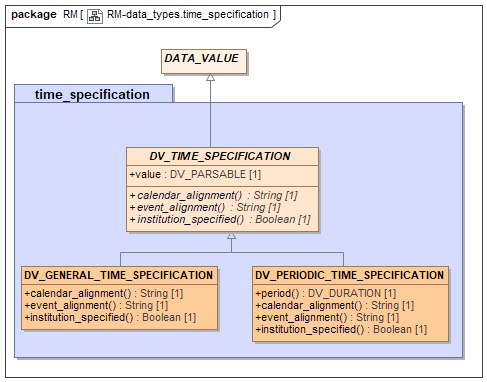 package RM [ RM-data_types.time_specification ]
DATA_VALUE
time_specification
DV_TIME_SPECIFICATION
+value : DV_PARSABLE [1]
+calendar_alignment() : String [1]
+event_alignment() : String [1]
+institution_specified() : Boolean [1]
DV_GENERAL_TIME_SPECIFICATION
+calendar_alignment() : String [1]
+event_alignment() : String [1]
+institution_specified() : Boolean [1]
DV_PERIODIC_TIME_SPECIFICATION
+period() : DV_DURATION [1]
+calendar_alignment() : String [1]
+event_alignment() : String [1]
+institution_specified() : Boolean [1]